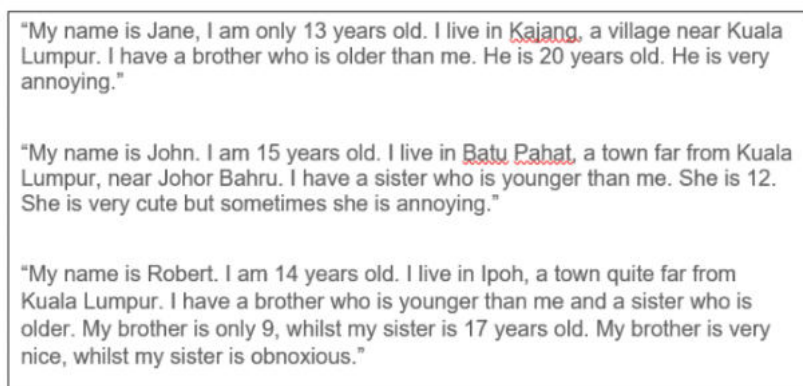 “My name is Jane, I am only 13 years old. I live in Kajang, a village near Kuala
Lumpur. I have a brother who is older than me. He is 20 years old. He is very
annoying.”
“My name is John. I am 15 years old. I live in Batu Pahat, a town far from Kuala
Lumpur, near Johor Bahru. I have a sister who is younger than me. She is 12.
She is very cute but sometimes she is annoying.”
“My name is Robert. I am 14 years old. I live in Ipoh, a town quite far from
Kuala Lumpur. I have a brother who is younger than me and a sister who is
older. My brother is only 9, whilst my sister is 17 years old. My brother is very
nice, whilst my sister is obnoxious.”